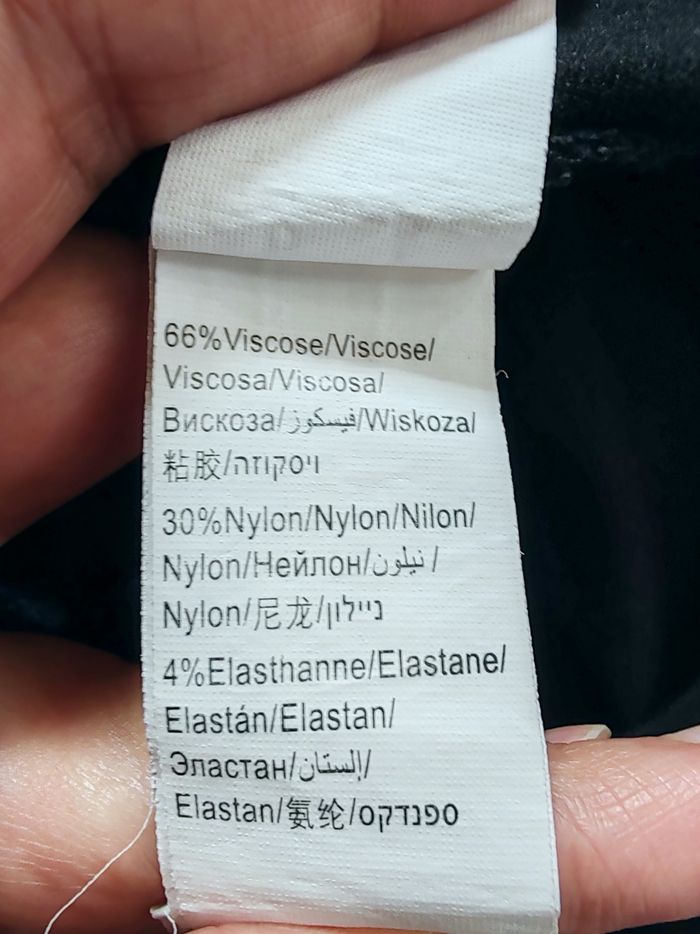 66%Viscose/Viscose/
Viscosa/Viscosa/
Вискоза/فيسكوز/Wiskoza/
粘胶/ויסקוזה
30%Nylon/Nylon/Nilon/
Nylon/Нейлон/نيلون/
Nylon/尼龙/ניילון
4%Elasthanne/Elastane/
Elastán/Elastan/
Эластан/إلستان/
Elastan/氨纶/ספנדקס